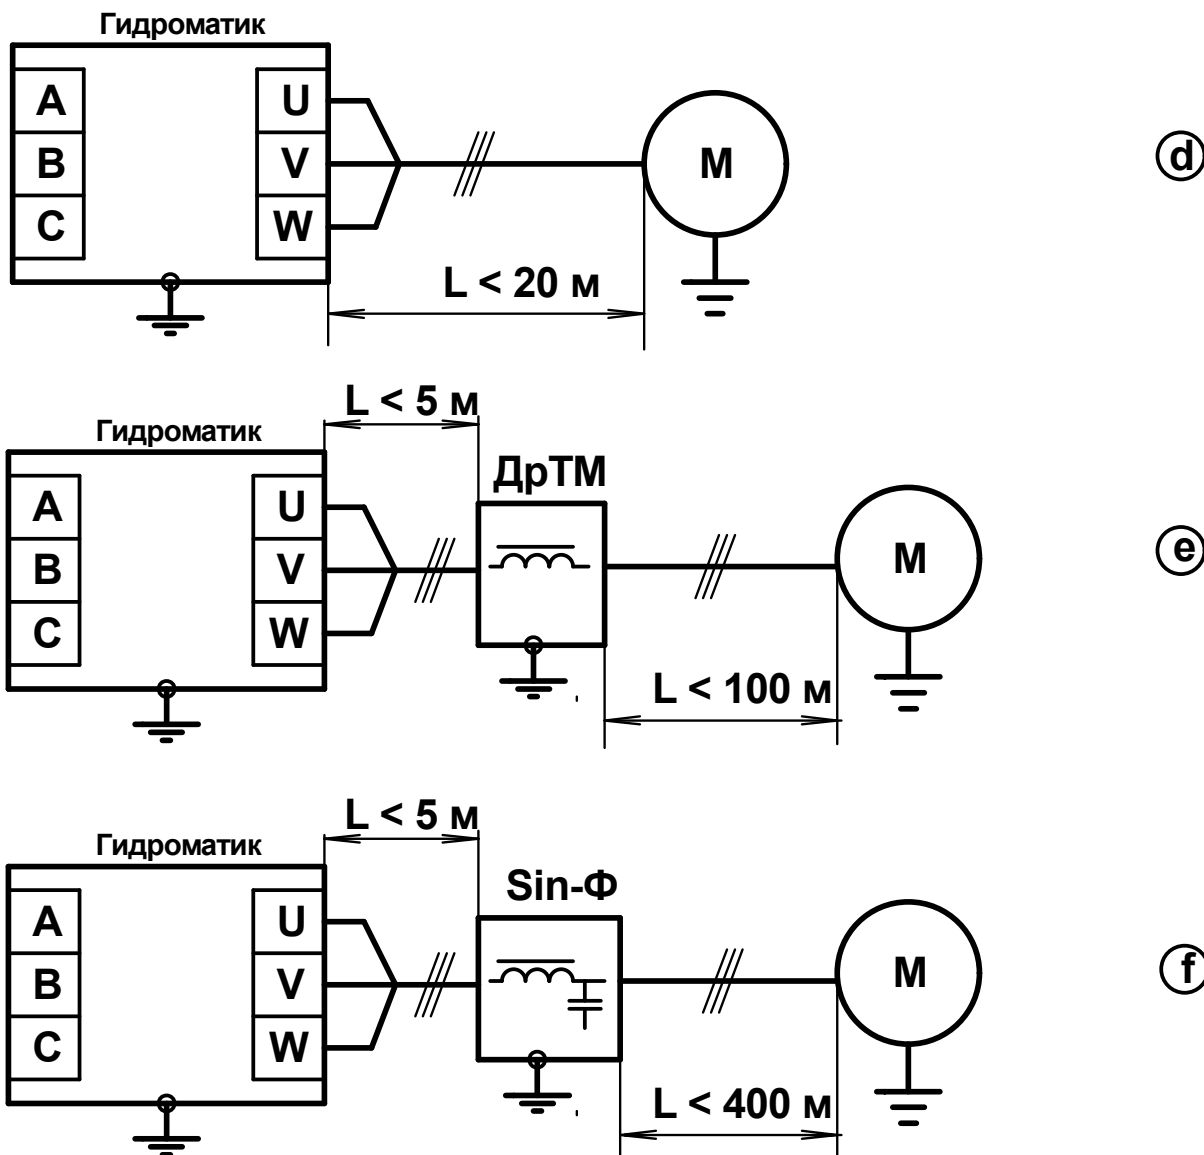 Гидроматик
A U
B V M d
C W
L < 20 м
L < 5 м
Гидроматик
ДрТМ
A U
B V M e
C W
L < 100 м
L < 5 м
Гидроматик
Sin-Ф
A U
B V M f
C W
L < 400 м